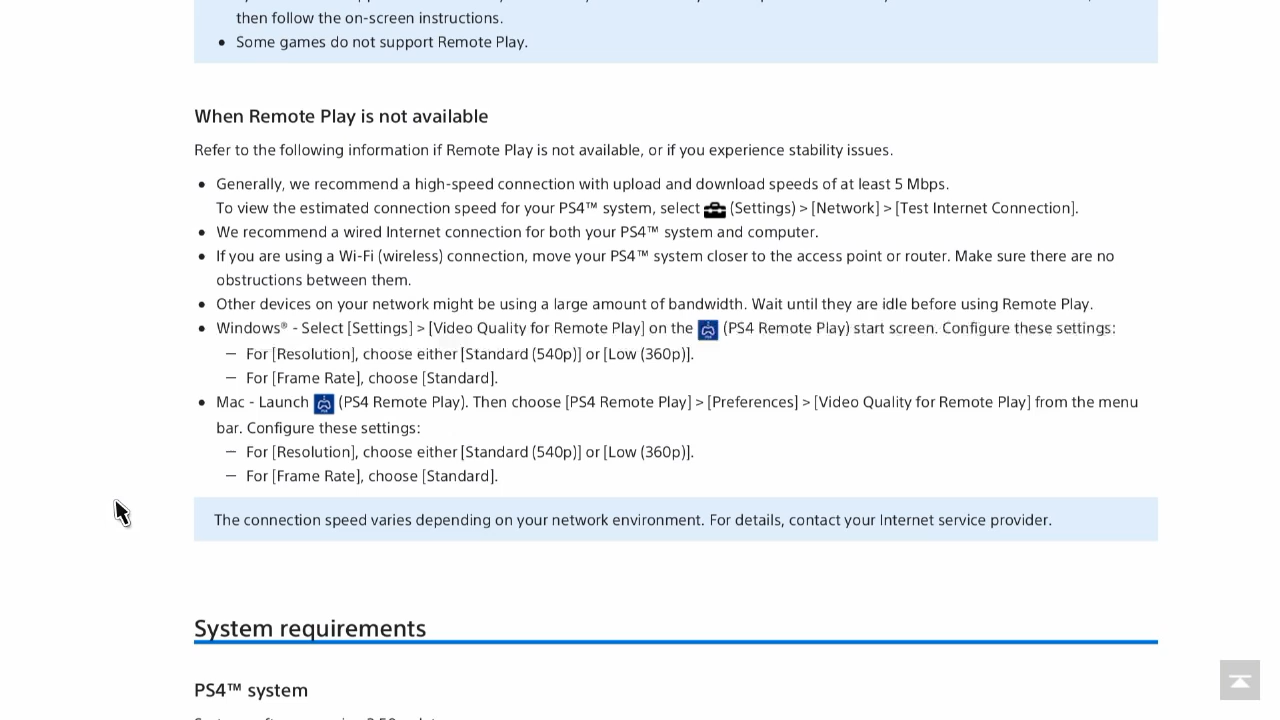 then follow the on-screen instructions.
• Some games do not support Remote Play.
When Remote Play is not available
Refer to the following information if Remote Play is not available, or if you experience stability issues.
• Generally, we recommend a high-speed connection with upload and download speeds of at least 5 Mbps.
To view the estimated connection speed for your PS4™ system, select (Settings) > [Network] > [Test Internet Connection].
• We recommend a wired Internet connection for both your PS4™ system and computer.
• If you are using a Wi-Fi (wireless) connection, move your PS4™ system closer to the access point or router. Make sure there are no
obstructions between them.
• Other devices on your network might be using a large amount of bandwidth. Wait until they are idle before using Remote Play.
• Windows® - Select [Settings] > [Video Quality for Remote Play] on the (PS4 Remote Play) start screen. Configure these settings:
— For [Resolution], choose either [Standard (540p)] or [Low (360p)].
— For [Frame Rate], choose [Standard].
• Mac - Launch (PS4 Remote Play). Then choose [PS4 Remote Play] > [Preferences] > [Video Quality for Remote Play] from the menu
bar. Configure these settings:
— For [Resolution], choose either [Standard (540p)] or [Low (360p)].
— For [Frame Rate], choose [Standard].
The connection speed varies depending on your network environment. For details, contact your Internet service provider.
System requirements
PS4™ system